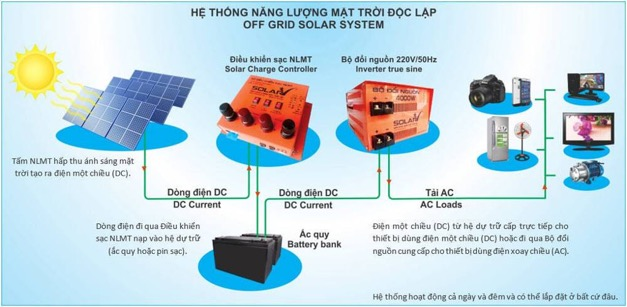 HỆ THỐNG NĂNG LƯỢNG MẶT TRỜI ĐỘC LẬP
OFF GRID SOLAR SYSTEM
Điều khiển sạc NLMT
Solar Charge Controller
Bộ đổi nguồn 220V/50Hz
Inverter true sine
SOLAR V
BỘ ĐỔI NGUỒN
4000W
SOLAR V
Tấm NLMT hấp thu ánh sáng mặt
trời tạo ra điện một chiều (DC).
Dòng điện DC
DC Current
Dòng điện DC
DC Current
Tải AC
AC Loads
Dòng điện đi qua Điều khiển
sạc NLMT nạp vào hệ dự trữ
(ắc quy hoặc pin sạc).
Ắc quy
Battery bank
Điện một chiều (DC) từ hệ dự trữ cấp trực tiếp cho
thiết bị dùng điện một chiều (DC) hoặc đi qua Bộ đổi
nguồn cung cấp cho thiết bị dùng điện xoay chiều (AC).
Hệ thống hoạt động cả ngày và đêm và có thể lắp đặt ở bất cứ đâu.